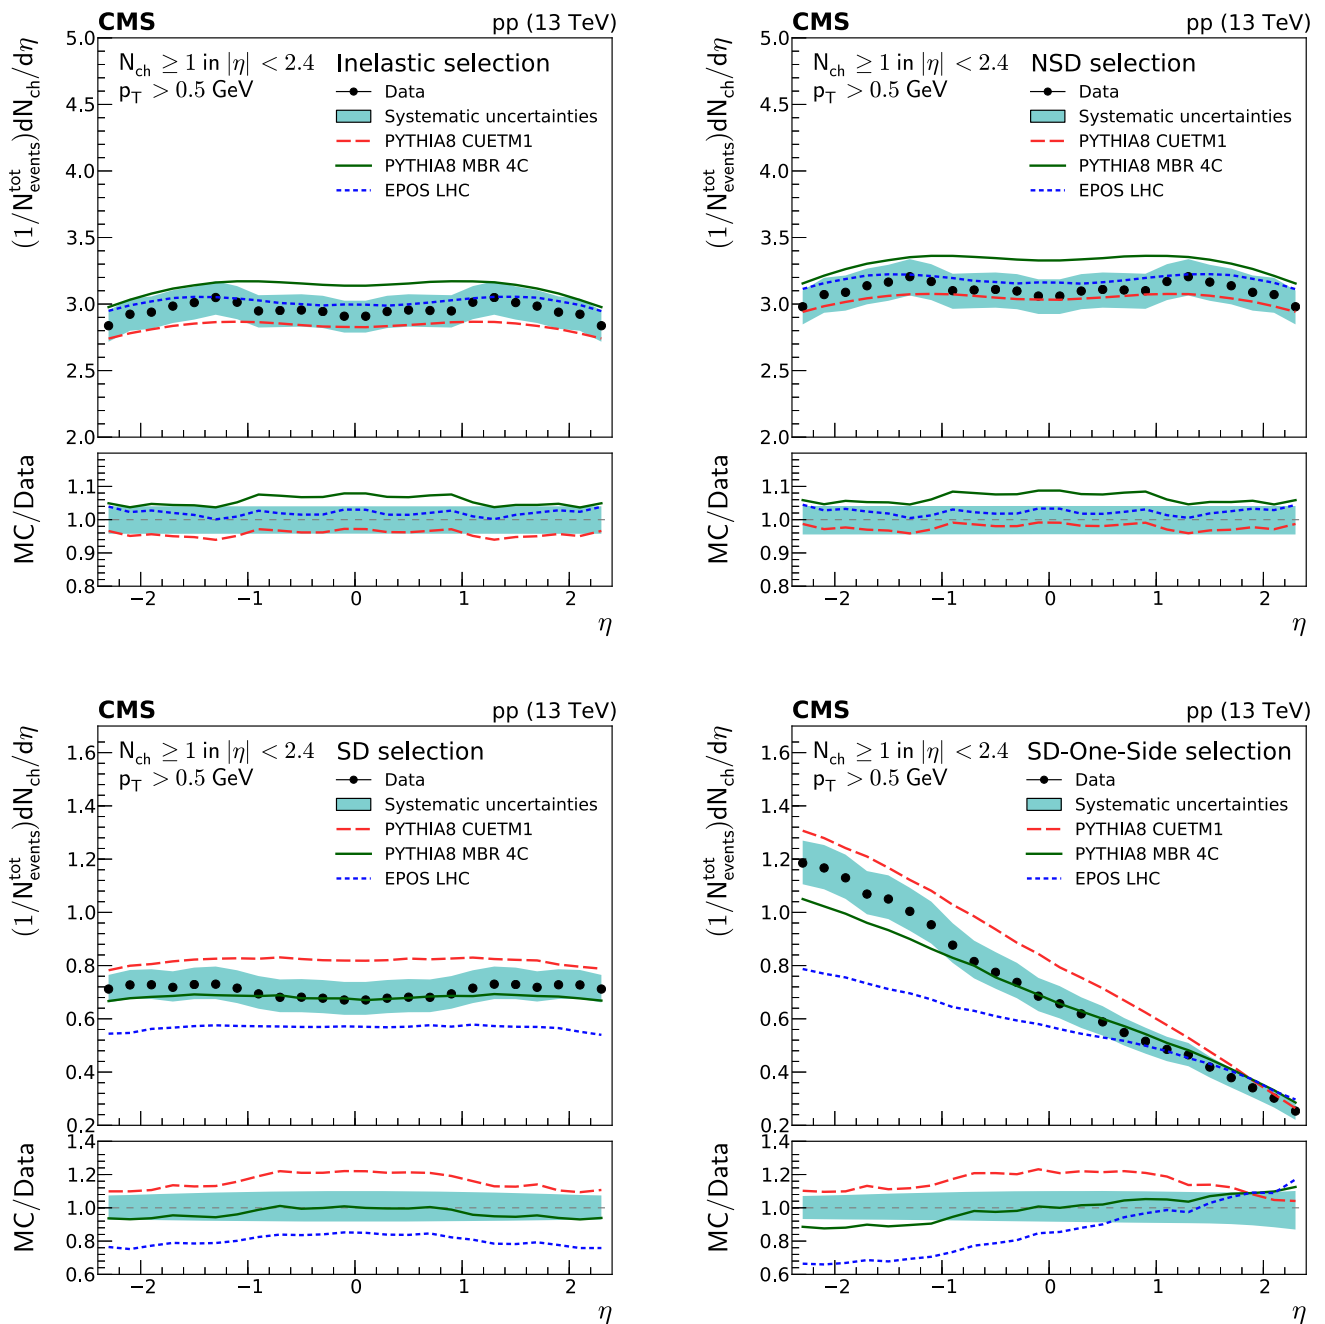 CMS pp (13 TeV)
(1/N^tot_events)dN_ch/dη
5.0
4.5
4.0
3.5
3.0
2.5
2.0
N_ch ≥ 1 in |η| < 2.4
p_T > 0.5 GeV
Inelastic selection
Data
Systematic uncertainties
PYTHIA8 CUETM1
PYTHIA8 MBR 4C
EPOS LHC
MC/Data
1.1
1.0
0.9
0.8
−2 −1 0 1 2
η
CMS pp (13 TeV)
(1/N^tot_events)dN_ch/dη
5.0
4.5
4.0
3.5
3.0
2.5
2.0
N_ch ≥ 1 in |η| < 2.4
p_T > 0.5 GeV
NSD selection
Data
Systematic uncertainties
PYTHIA8 CUETM1
PYTHIA8 MBR 4C
EPOS LHC
MC/Data
1.1
1.0
0.9
0.8
−2 −1 0 1 2
η
CMS pp (13 TeV)
(1/N^tot_events)dN_ch/dη
1.6
1.4
1.2
1.0
0.8
0.6
0.4
0.2
N_ch ≥ 1 in |η| < 2.4
p_T > 0.5 GeV
SD selection
Data
Systematic uncertainties
PYTHIA8 CUETM1
PYTHIA8 MBR 4C
EPOS LHC
MC/Data
1.4
1.2
1.0
0.8
0.6
−2 −1 0 1 2
η
CMS pp (13 TeV)
(1/N^tot_events)dN_ch/dη
1.6
1.4
1.2
1.0
0.8
0.6
0.4
0.2
N_ch ≥ 1 in |η| < 2.4
p_T > 0.5 GeV
SD-One-Side selection
Data
Systematic uncertainties
PYTHIA8 CUETM1
PYTHIA8 MBR 4C
EPOS LHC
MC/Data
1.4
1.2
1.0
0.8
0.6
−2 −1 0 1 2
η